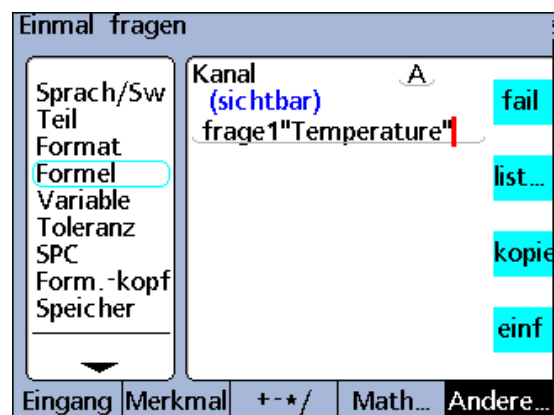 Einmal fragen
Sprach/Sw
Teil
Format
Formel
Variable
Toleranz
SPC
Form.-kopf
Speicher
Kanal A
(sichtbar)
frage1"Temperature"
fail
list...
kopie
einf
Eingang Merkmal +-*/ Math... Andere...